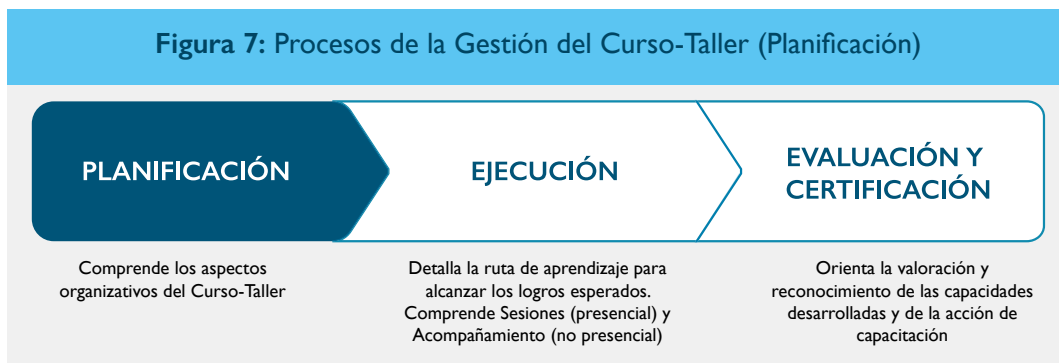 Figura 7: Procesos de la Gestión del Curso-Taller (Planificación)
PLANIFICACIÓN
EJECUCIÓN
EVALUACIÓN Y
CERTIFICACIÓN
Comprende los aspectos
organizativos del Curso-Taller
Detalla la ruta de aprendizaje para
alcanzar los logros esperados.
Comprende Sesiones (presencial) y
Acompañamiento (no presencial)
Orienta la valoración y
reconocimiento de las capacidades
desarrolladas y de la acción de
capacitación